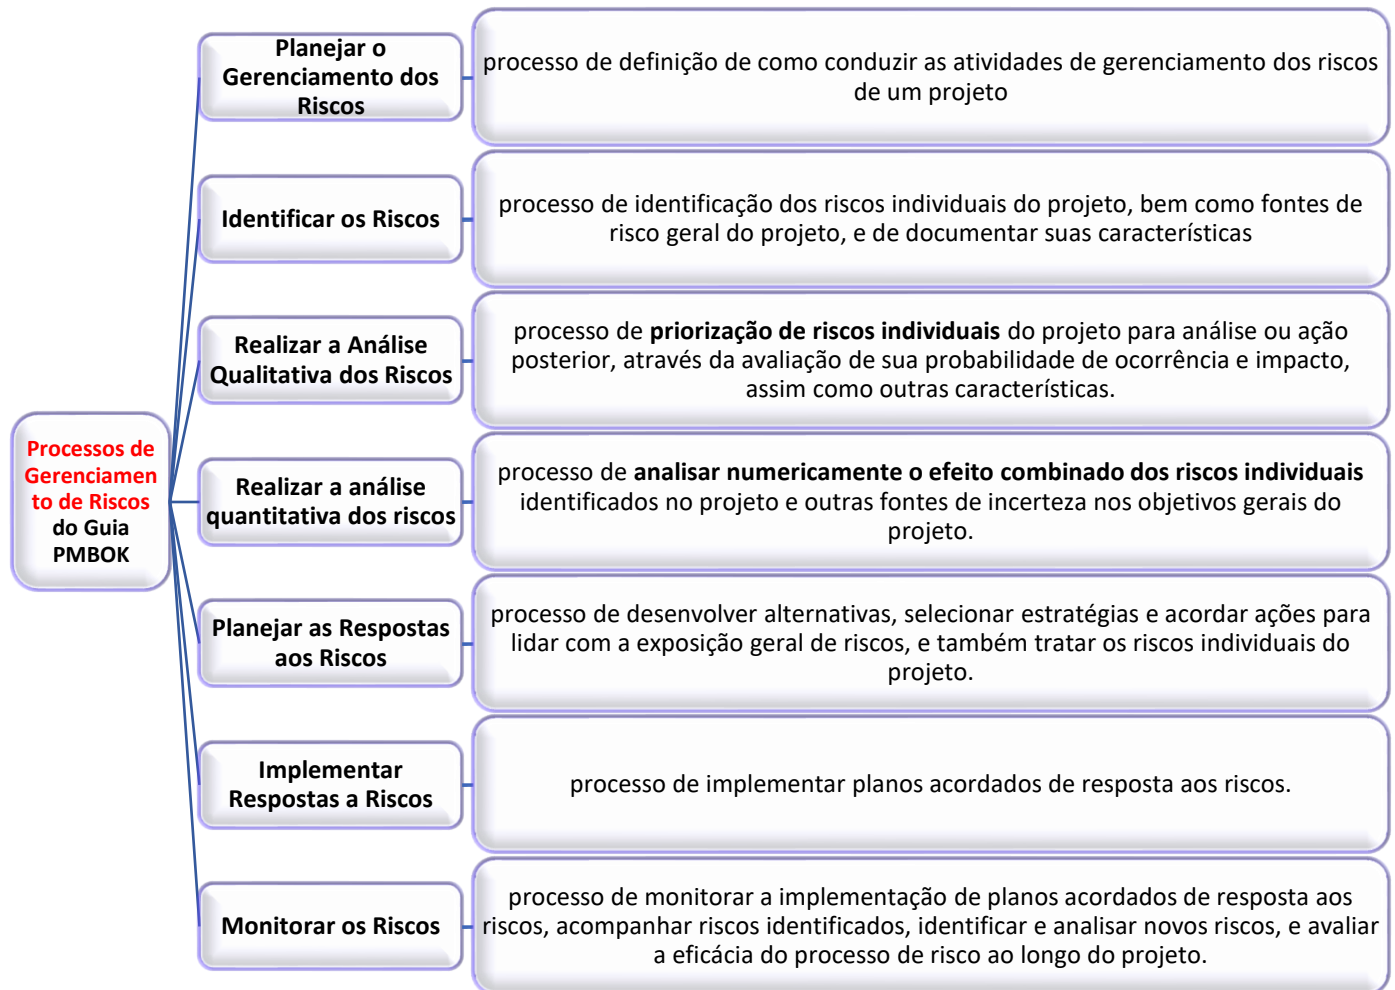 Planejar o
Gerenciamento dos
Riscos
processo de definição de como conduzir as atividades de gerenciamento dos riscos
de um projeto
Identificar os Riscos
processo de identificação dos riscos individuais do projeto, bem como fontes de
risco geral do projeto, e de documentar suas características
Realizar a Análise
Qualitativa dos Riscos
processo de priorização de riscos individuais do projeto para análise ou ação
posterior, através da avaliação de sua probabilidade de ocorrência e impacto,
assim como outras características.
Processos de
Gerenciamen
to de Riscos
do Guia
PMBOK
Realizar a análise
quantitativa dos riscos
processo de analisar numericamente o efeito combinado dos riscos individuais
identificados no projeto e outras fontes de incerteza nos objetivos gerais do
projeto.
Planejar as Respostas
aos Riscos
processo de desenvolver alternativas, selecionar estratégias e acordar ações para
lidar com a exposição geral de riscos, e também tratar os riscos individuais do
projeto.
Implementar
Respostas a Riscos
processo de implementar planos acordados de resposta aos riscos.
Monitorar os Riscos
processo de monitorar a implementação de planos acordados de resposta aos
riscos, acompanhar riscos identificados, identificar e analisar novos riscos, e avaliar
a eficácia do processo de risco ao longo do projeto.